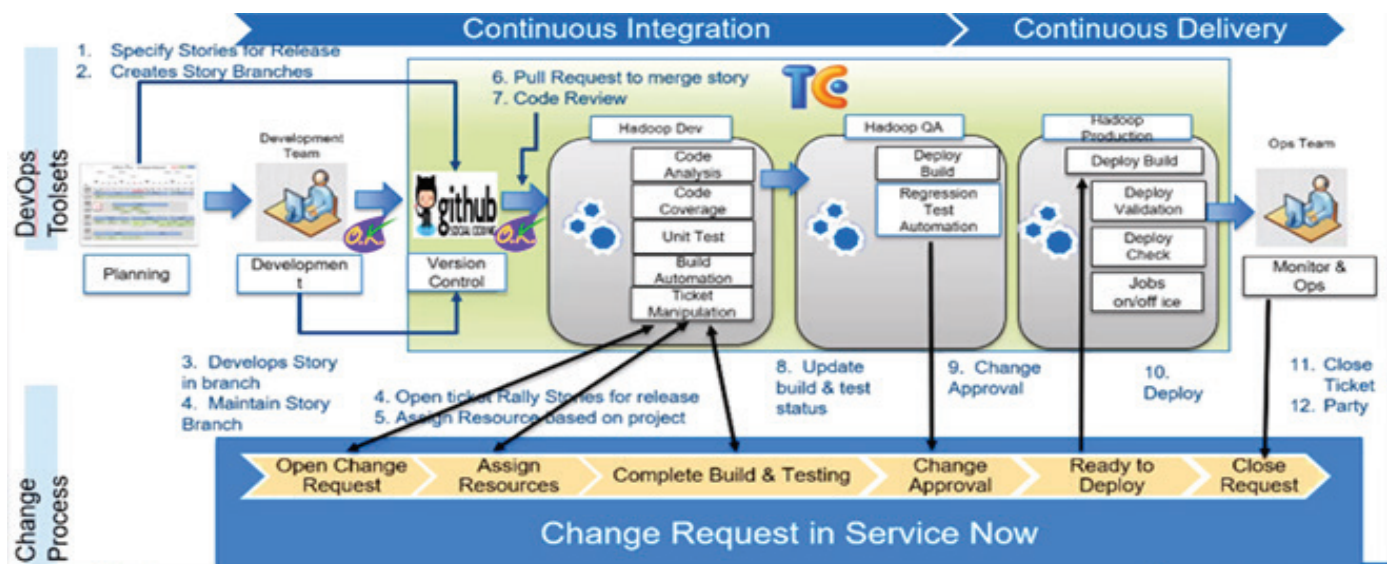 Continuous Integration
Continuous Delivery
1. Specify Stories for Release
2. Creates Story Branches
6. Pull Request to merge story
7. Code Review
TC
DevOps
Toolsets
Development
Team
Hadoop Dev
Hadoop QA
Hadoop
Production
Ops Team
Code
Analysis
Code
Coverage
Unit Test
Build
Automation
Ticket
Manipulation
Deploy
Build
Regression
Test
Automation
Deploy Build
Deploy
Validation
Deploy
Check
Jobs
on/off ice
github
SOCIAL CODING
O.K.
O.K.
Planning
Developmen
t
Version
Control
Monitor &
Ops
3. Develops Story
in branch
4. Maintain Story
Branch
4. Open ticket Rally Stories for release
5. Assign Resource based on project
8. Update
build & test
status
9. Change
Approval
10.
Deploy
11. Close
Ticket
12. Party
Change
Process
Open Change
Request
Assign
Resources
Complete Build & Testing
Change
Approval
Ready to
Deploy
Close
Request
Change Request in Service Now